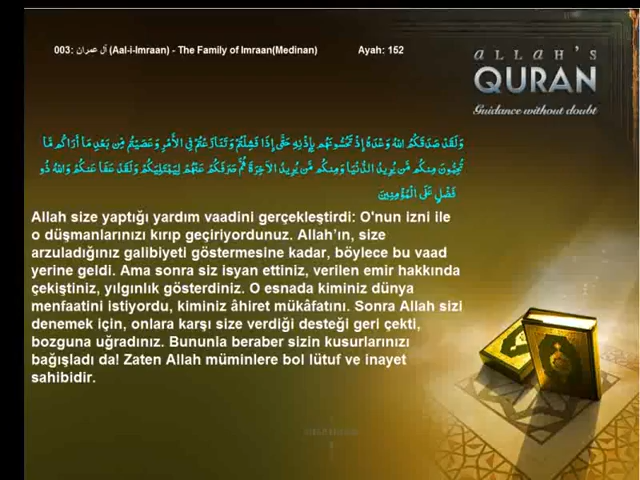 003: آل عمران (Aal-i-Imraan) - The Family of Imraan(Medinan) Ayah: 152
ALLAH'S
QURAN
Guidance without doubt
وَلَقَدْ صَدَقَكُمُ اللهُ وَعْدَهُ إِذْ تَحُسُّونَهُم بِإِذْنِهِ حَتَّى إِذَا فَشِلْتُمْ وَتَنَازَعْتُمْ فِي الأَمْرِ وَعَصَيْتُم مِّن بَعْدِ مَا أَرَاكُم مَّا
تُحِبُّونَ مِنكُم مَّن يُرِيدُ الدُّنْيَا وَمِنكُم مَّن يُرِيدُ الآخِرَةَ ثُمَّ صَرَفَكُمْ عَنْهُمْ لِيَبْتَلِيَكُمْ وَلَقَدْ عَفَا عَنكُمْ وَاللهُ ذُو
فَضْلٍ عَلَى الْمُؤْمِنِينَ
Allah size yaptığı yardım vaadini gerçekleştirdi: O'nun izni ile
o düşmanlarınızı kırıp geçiriyordunuz. Allah’ın, size
arzuladığınız galibiyeti göstermesine kadar, böylece bu vaad
yerine geldi. Ama sonra siz isyan ettiniz, verilen emir hakkında
çekiştiniz, yılgınlık gösterdiniz. O esnada kiminiz dünya
menfaatini istiyordu, kiminiz âhiret mükâfatını. Sonra Allah sizi
denemek için, onlara karşı size verdiği desteği geri çekti,
bozguna uğradınız. Bununla beraber sizin kusurlarınızı
bağışladı da! Zaten Allah müminlere bol lütuf ve inayet
sahibidir.